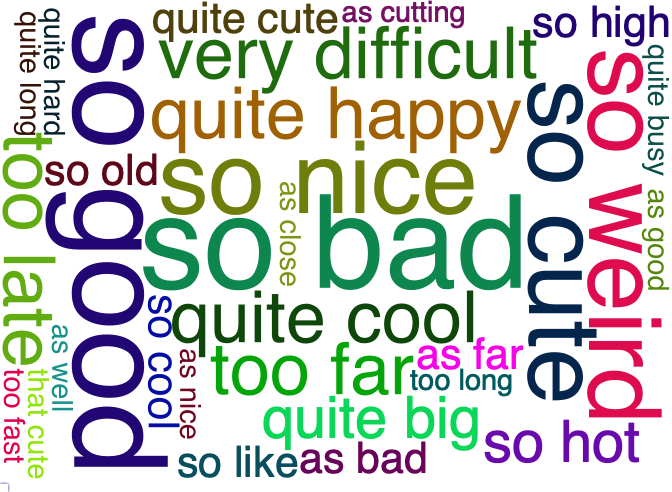 quite cute
as cutting
so high
very difficult
quite hard
quite long
so good
quite happy
so cute
so weird
quite busy
too late
so old
so nice
as close
as good
so bad
quite cool
so cool
as well
as nice
too far
as far
too long
too fast
that cute
quite big
so like
as bad
so hot